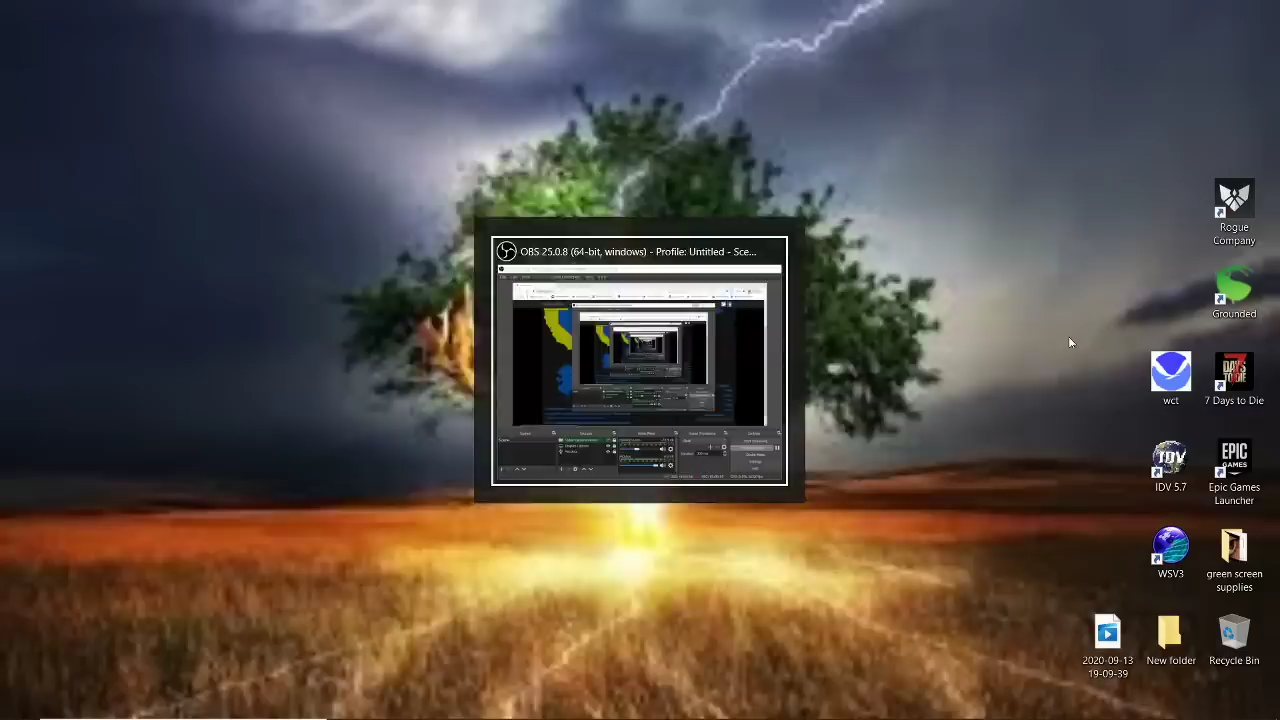 OBS 25.0.8 (64-bit, windows) - Profile: Untitled - Sce...
Rogue
Company
Grounded
wct
7 Days to Die
IDV 5.7
Epic Games
Launcher
WSV3
green screen
supplies
2020-09-13
19-09-39
New folder
Recycle Bin